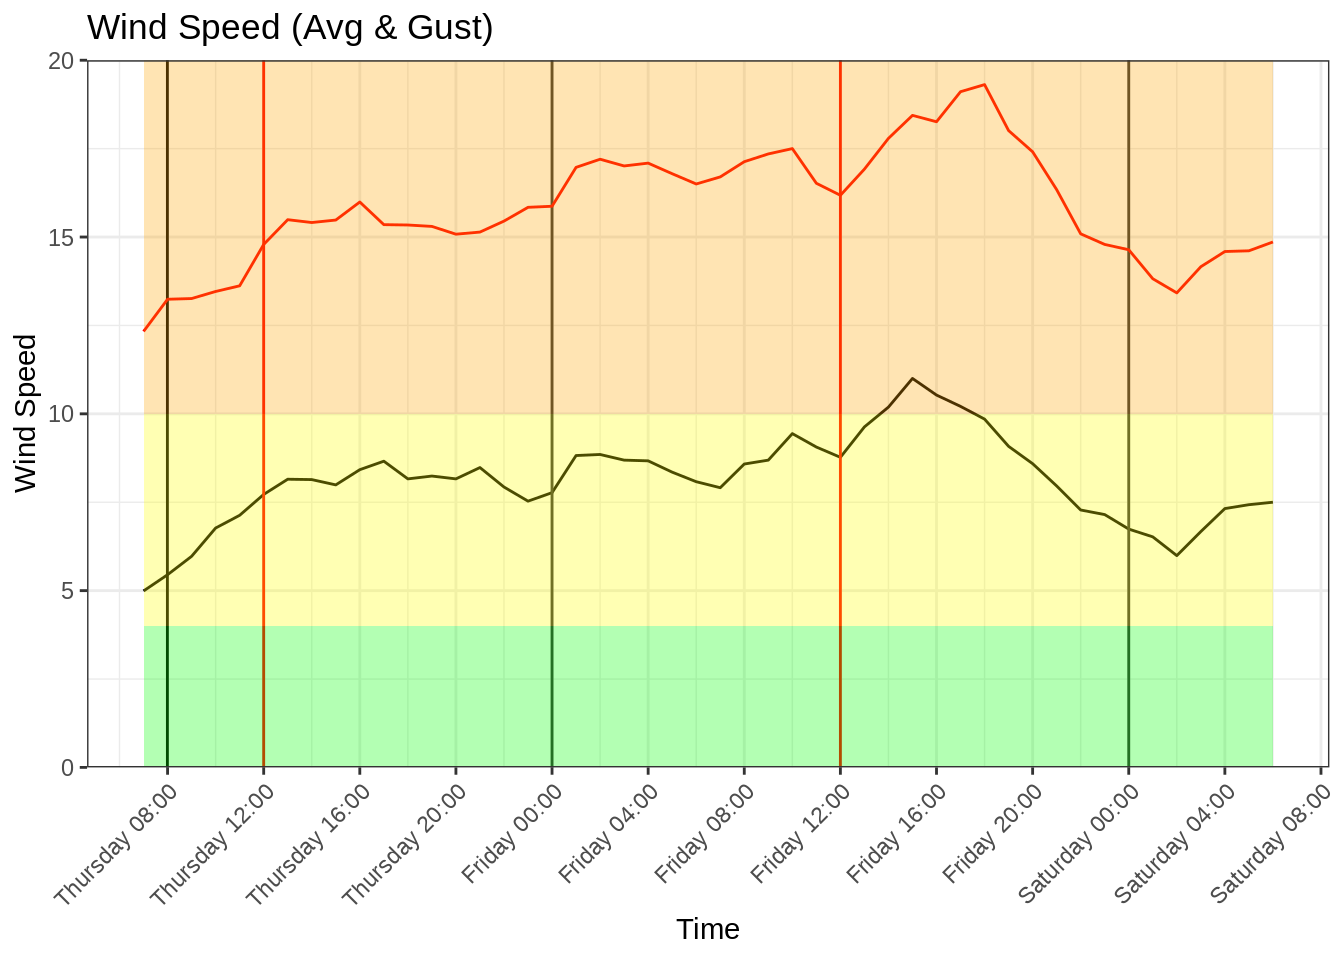 Wind Speed (Avg & Gust)
20
15
10
5
0
Wind Speed
Thursday 08:00
Thursday 12:00
Thursday 16:00
Thursday 20:00
Friday 00:00
Friday 04:00
Friday 08:00
Friday 12:00
Friday 16:00
Friday 20:00
Saturday 00:00
Saturday 04:00
Saturday 08:00
Time